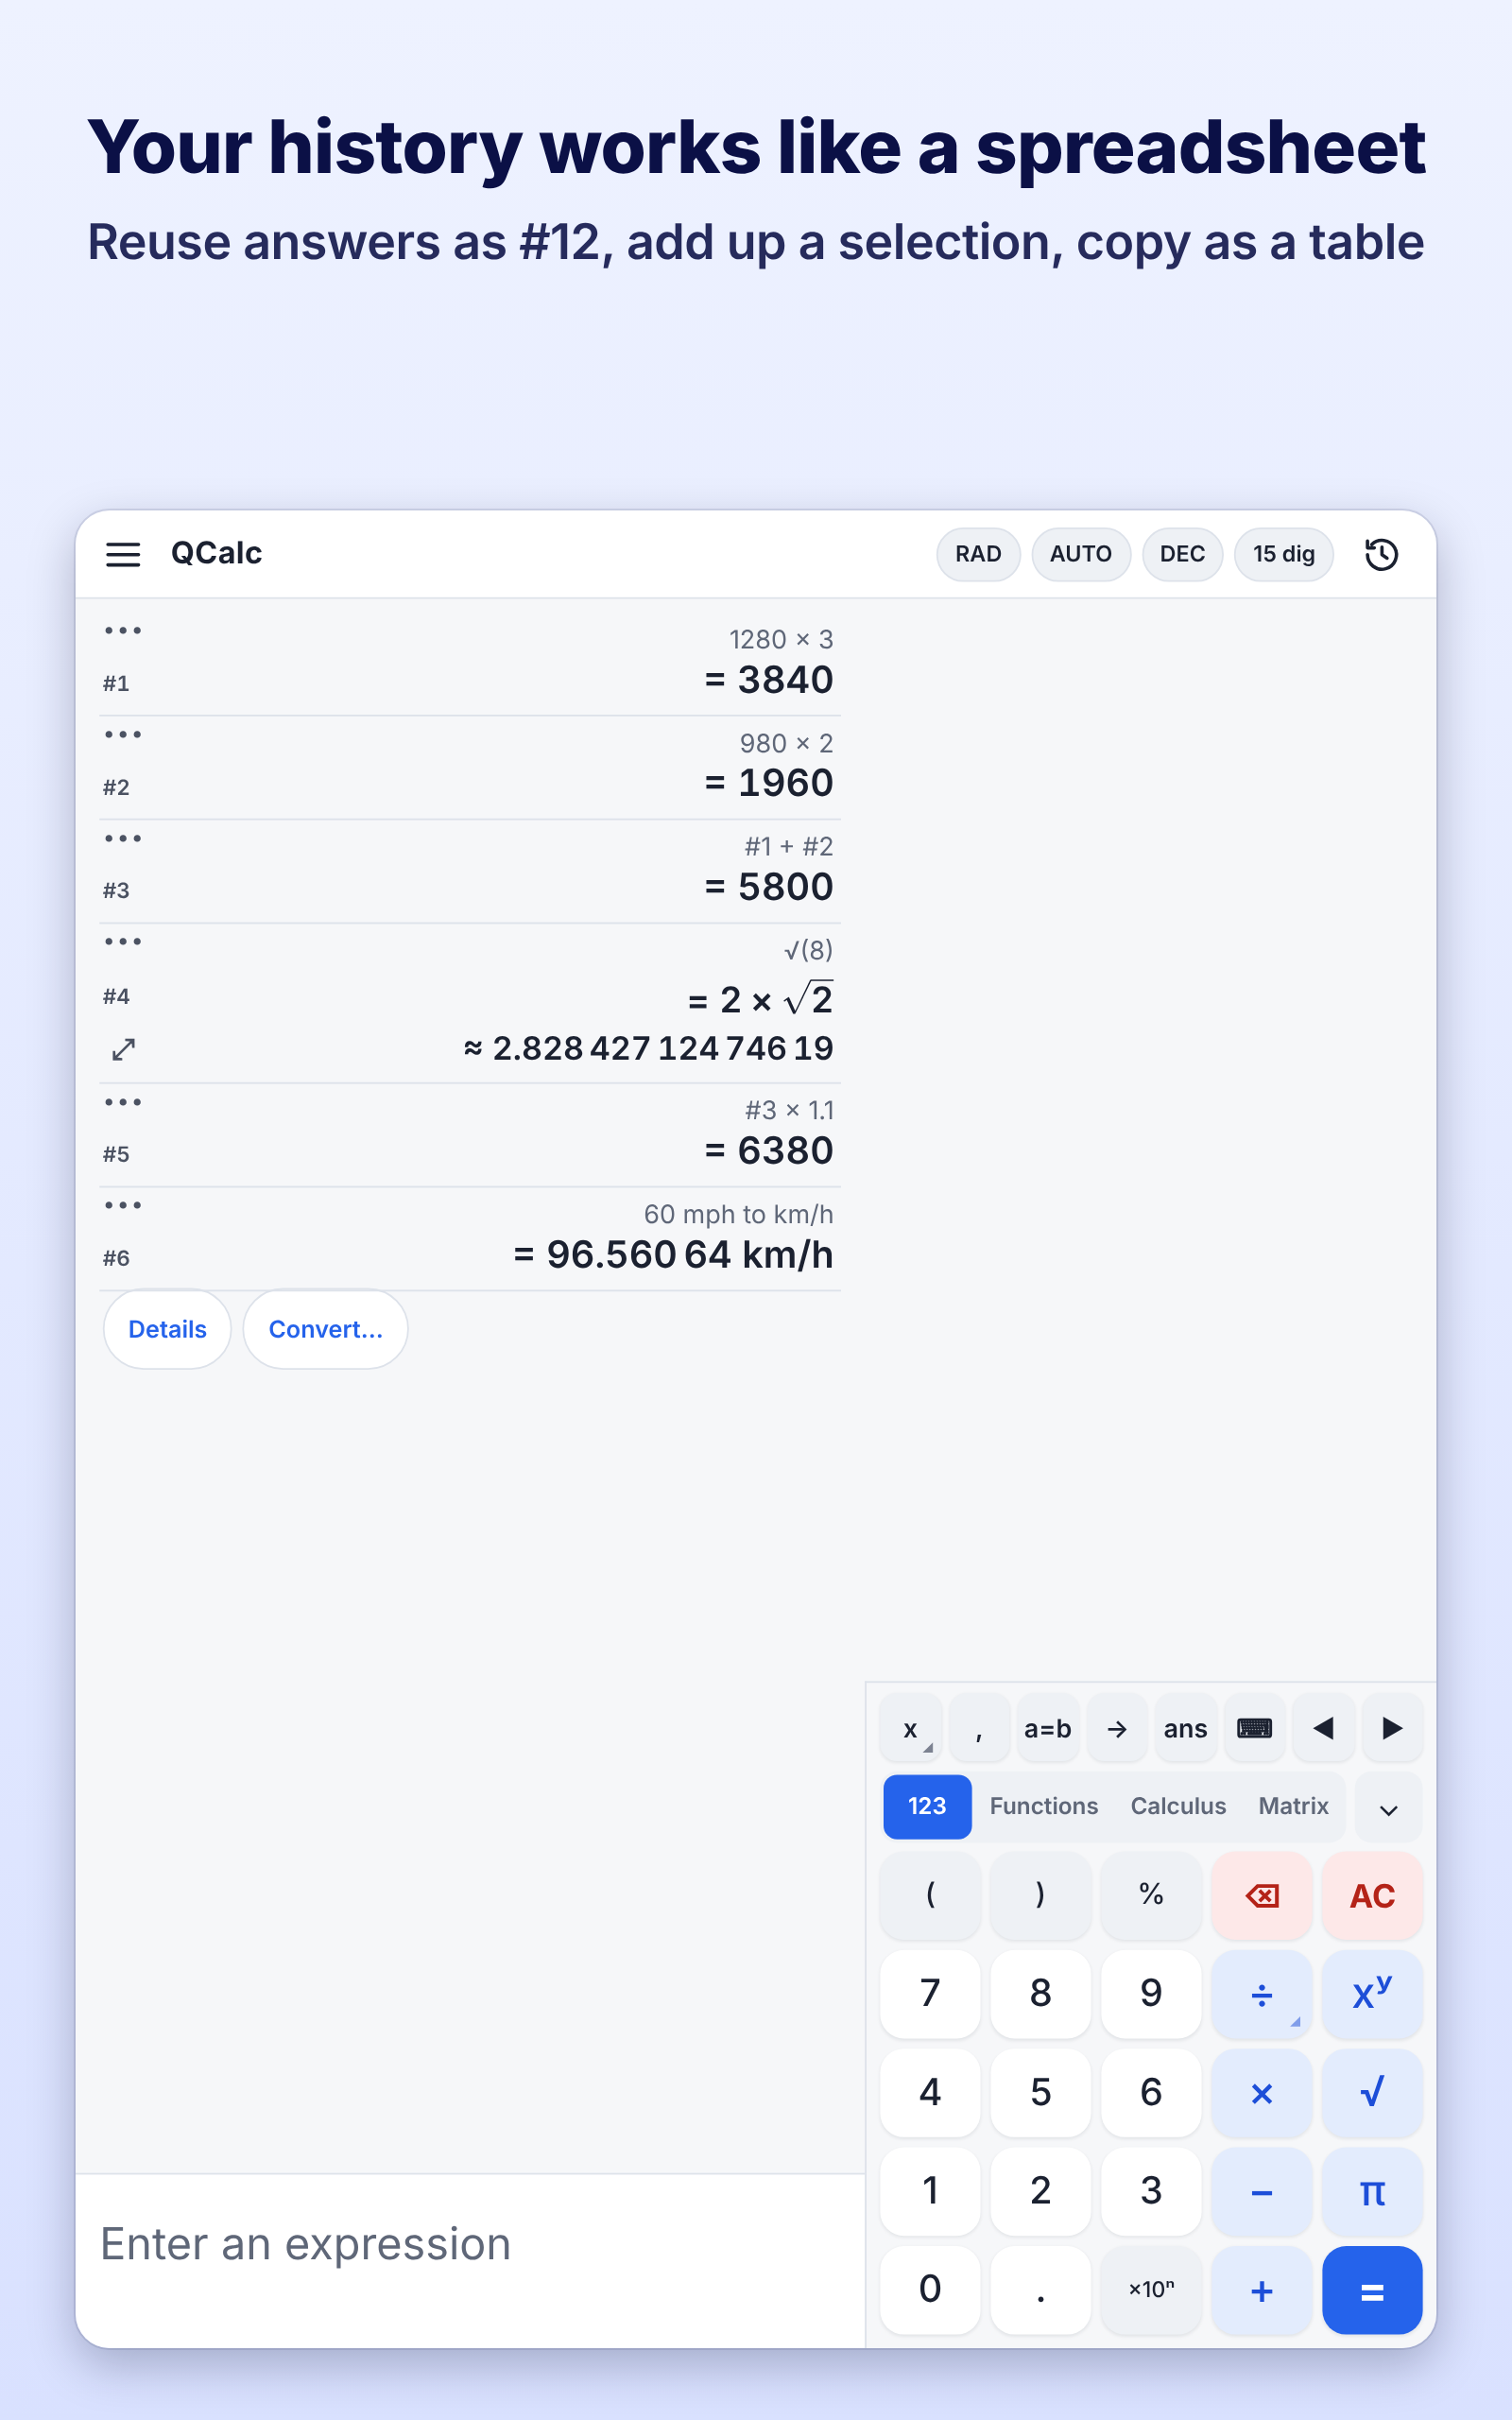 Your history works like a spreadsheet
Reuse answers as #12, add up a selection, copy as a table
QCalc
RAD AUTO DEC 15 dig
1280 × 3
#1 = 3840
980 × 2
#2 = 1960
#1 + #2
#3 = 5800
√(8)
#4 = 2 × √2
≈ 2.828 427 124 746 19
#3 × 1.1
#5 = 6380
60 mph to km/h
#6 = 96.560 64 km/h
Details Convert...
x , a=b → ans ⌨ ◀ ▶
123 Functions Calculus Matrix
( ) % ⌫ AC
7 8 9 ÷ xʸ
4 5 6 × √
1 2 3 − π
0 . ×10ⁿ + =
Enter an expression